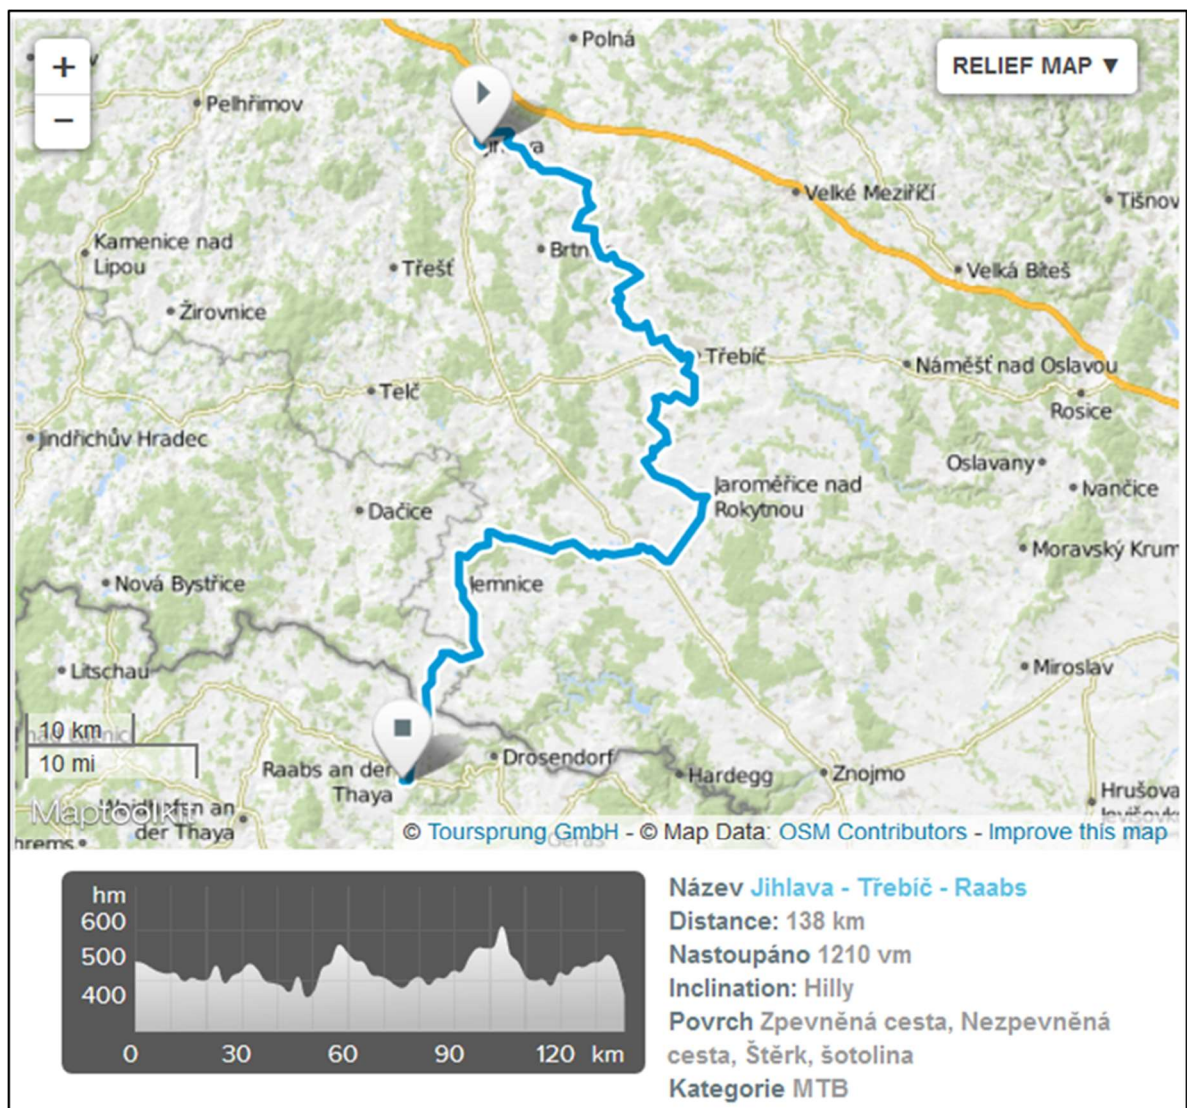 +
−
RELIEF MAP ▼
Polná
Pelhřimov
Velké Meziříčí
Tišnov
Kamenice nad
Lipou
Třešť
Velká Bíteš
Žirovnice
Třebíč
Náměšť nad Oslavou
Telč
Rosice
Jindřichův Hradec
Oslavany
Ivančice
Jaroměřice nad
Rokytnou
Dačice
Moravský Krum
Nová Bystřice
Jemnice
Litschau
Miroslav
10 km
10 mi
Drosendorf
Raabs an der
Thaya
Hardegg
Znojmo
Hrušova
Maptoolkit
der Thaya
© Toursprung GmbH - © Map Data: OSM Contributors - Improve this map
hm
600
500
400
0 30 60 90 120 km
Název Jihlava - Třebíč - Raabs
Distance: 138 km
Nastoupáno 1210 vm
Inclination: Hilly
Povrch Zpevněná cesta, Nezpevněná
cesta, Štěrk, šotolina
Kategorie MTB